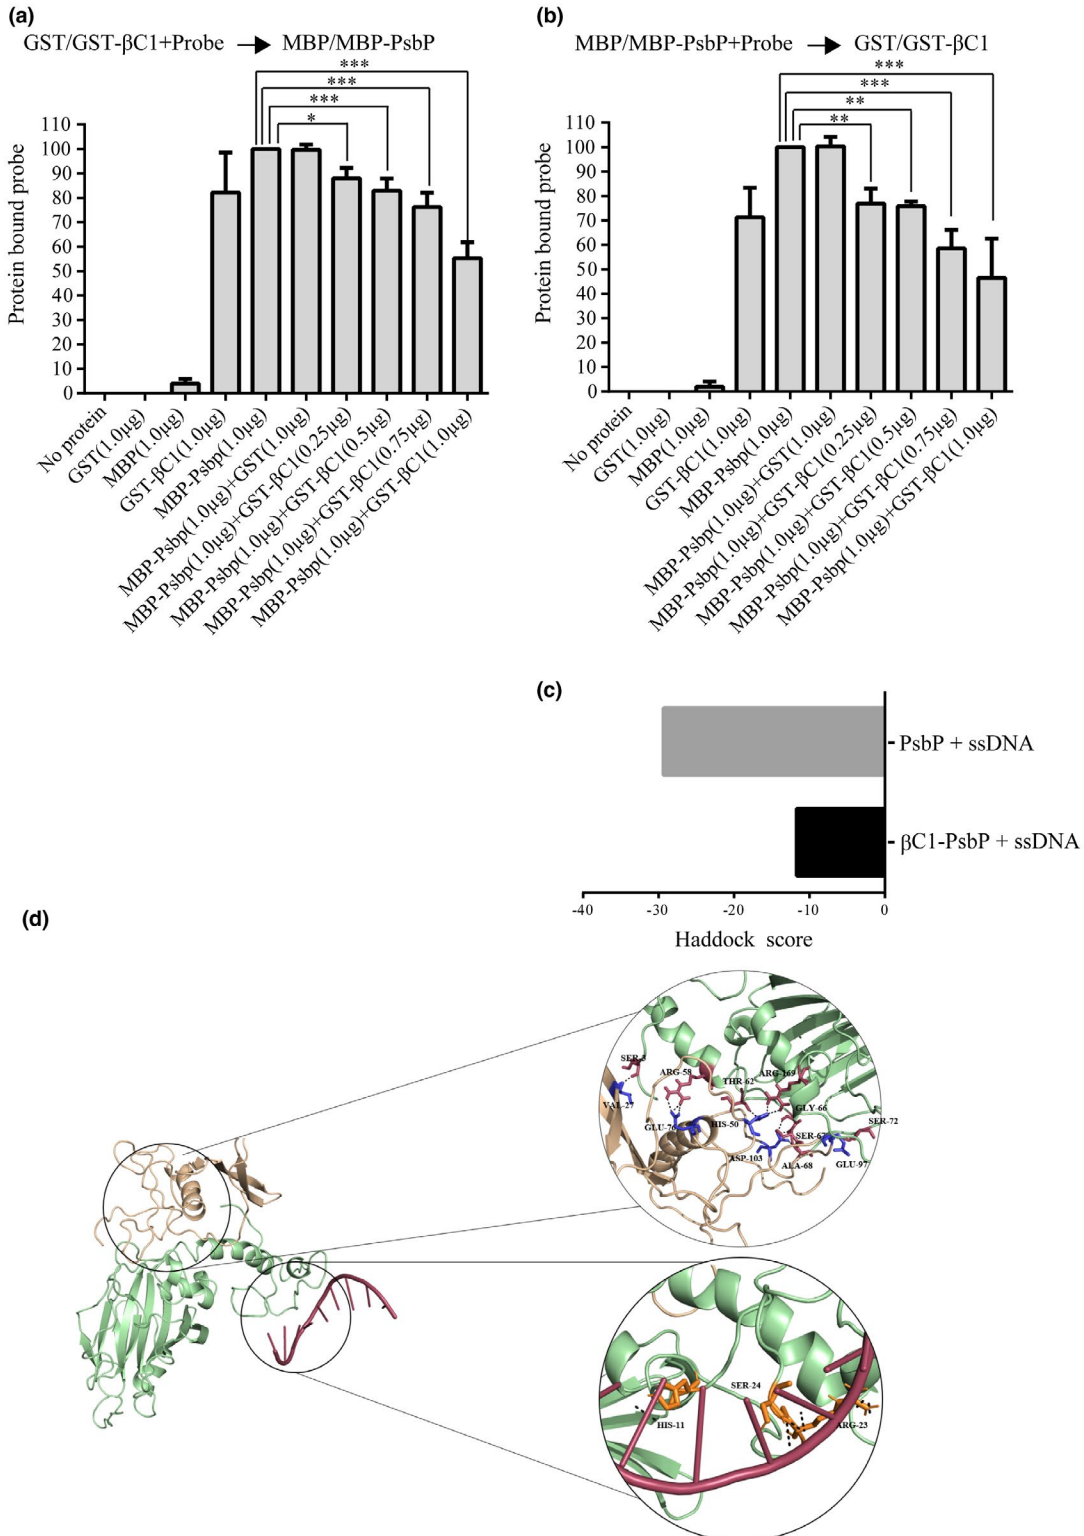 (a)
GST/GST-βC1+Probe → MBP/MBP-PsbP
***
***
***
*
Protein bound probe
110
100
90
80
70
60
50
40
30
20
10
0
No protein
GST(1.0μg)
MBP(1.0μg)
GST-βC1(1.0μg)
MBP-Psbp(1.0μg)
MBP-Psbp(1.0μg)+GST(1.0μg)
MBP-Psbp(1.0μg)+GST-βC1(0.25μg)
MBP-Psbp(1.0μg)+GST-βC1(0.5μg)
MBP-Psbp(1.0μg)+GST-βC1(0.75μg)
MBP-Psbp(1.0μg)+GST-βC1(1.0μg)
(b)
MBP/MBP-PsbP+Probe → GST/GST-βC1
***
***
**
**
Protein bound probe
110
100
90
80
70
60
50
40
30
20
10
0
No protein
GST(1.0μg)
MBP(1.0μg)
GST-βC1(1.0μg)
MBP-Psbp(1.0μg)
MBP-Psbp(1.0μg)+GST(1.0μg)
MBP-Psbp(1.0μg)+GST-βC1(0.25μg)
MBP-Psbp(1.0μg)+GST-βC1(0.5μg)
MBP-Psbp(1.0μg)+GST-βC1(0.75μg)
MBP-Psbp(1.0μg)+GST-βC1(1.0μg)
(c)
PsbP + ssDNA
βC1-PsbP + ssDNA
-40 -30 -20 -10 0
Haddock score
(d)
SER-3
ARG-58
THR-62
ARG-169
VAL-27
GLY-66
GLU-76
HIS-50
SER-67
SER-72
ASP-103
ALA-68
GLU-97
SER-24
HIS-11
ARG-23